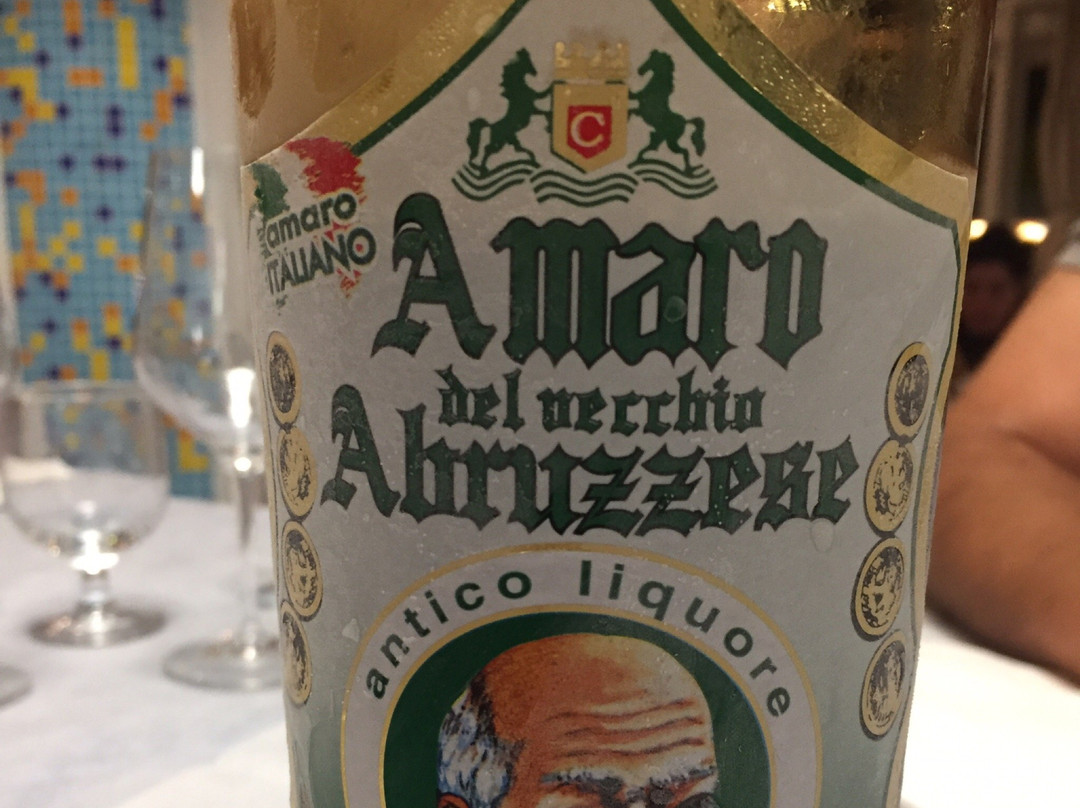 C
amaro
ITALIANO
Amaro
del vecchio
Abruzzese
antico liquore